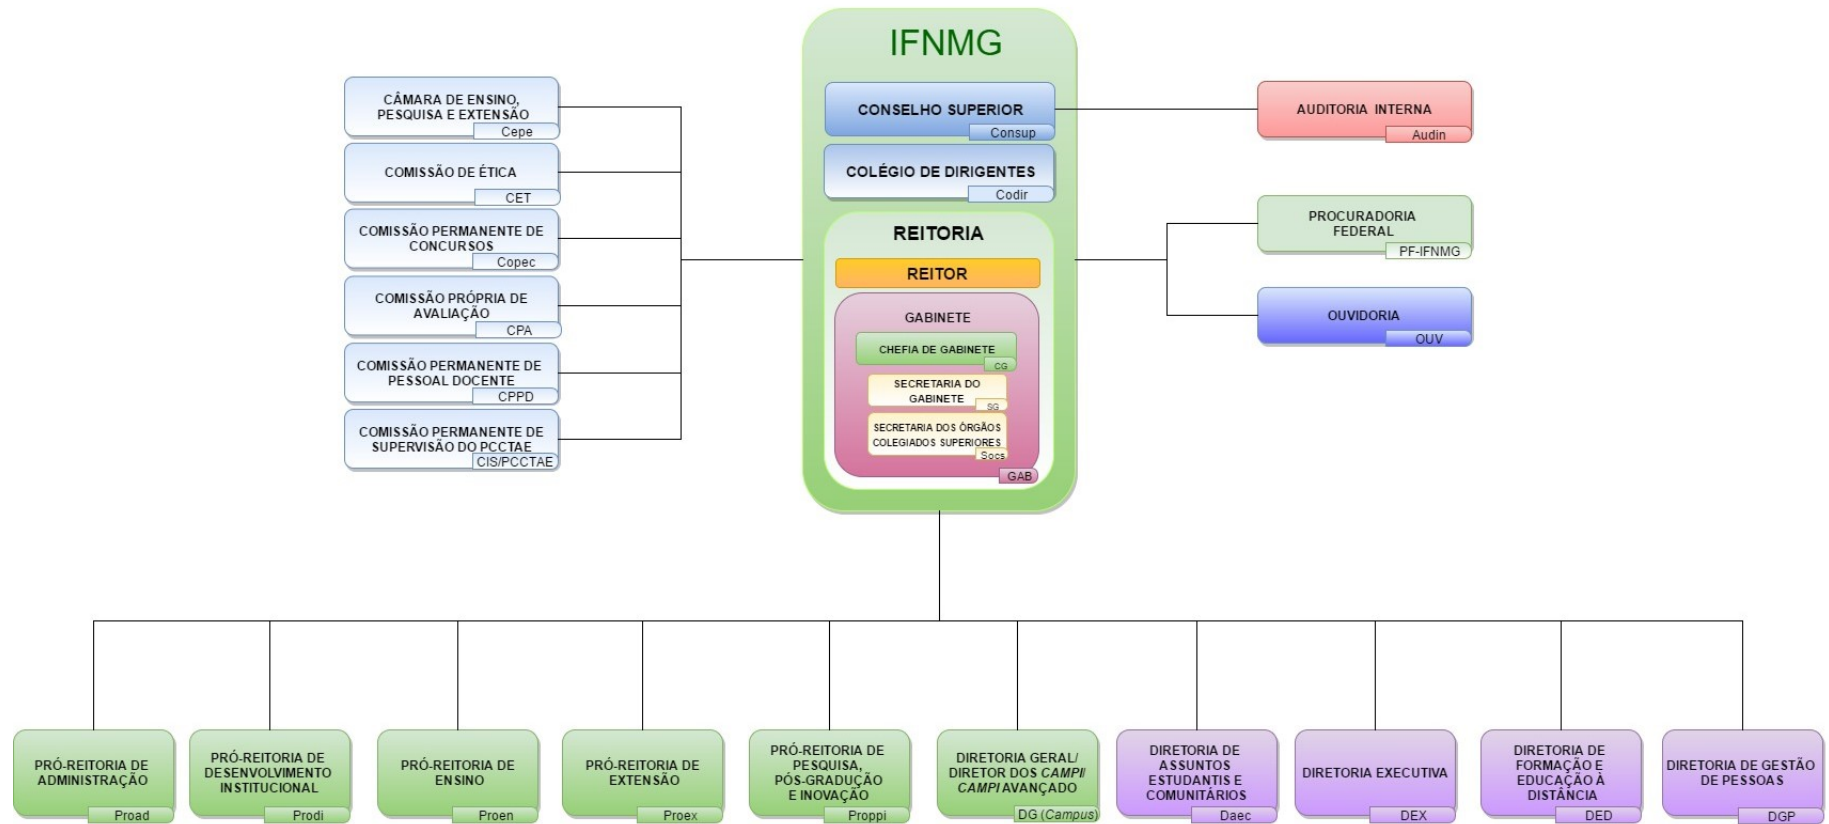 IFNMG
CÂMARA DE ENSINO,
PESQUISA E EXTENSÃO
Cepe
COMISSÃO DE ÉTICA
CET
COMISSÃO PERMANENTE DE
CONCURSOS
Copec
COMISSÃO PRÓPRIA DE
AVALIAÇÃO
CPA
COMISSÃO PERMANENTE DE
PESSOAL DOCENTE
CPPD
COMISSÃO PERMANENTE DE
SUPERVISÃO DO PCCTAE
CIS/PCCTAE
CONSELHO SUPERIOR
Consup
COLÉGIO DE DIRIGENTES
Codir
REITORIA
REITOR
GABINETE
CHEFIA DE GABINETE
CG
SECRETARIA DO
GABINETE
SG
SECRETARIA DOS ÓRGÃOS
COLEGIADOS SUPERIORES
Socs
GAB
AUDITORIA INTERNA
Audin
PROCURADORIA
FEDERAL
PF-IFNMG
OUVIDORIA
OUV
PRÓ-REITORIA DE
ADMINISTRAÇÃO
Proad
PRÓ-REITORIA DE
DESENVOLVIMENTO
INSTITUCIONAL
Prodi
PRÓ-REITORIA DE
ENSINO
Proen
PRÓ-REITORIA DE
EXTENSÃO
Proex
PRÓ-REITORIA DE
PESQUISA,
PÓS-GRADUÇÃO
E INOVAÇÃO
Proppi
DIRETORIA GERAL/
DIRETOR DOS CAMPI/
CAMPI AVANÇADO
DG (Campus)
DIRETORIA DE
ASSUNTOS
ESTUDANTIS E
COMUNITÁRIOS
Daec
DIRETORIA EXECUTIVA
DEX
DIRETORIA DE
FORMAÇÃO E
EDUCAÇÃO À
DISTÂNCIA
DED
DIRETORIA DE GESTÃO
DE PESSOAS
DGP